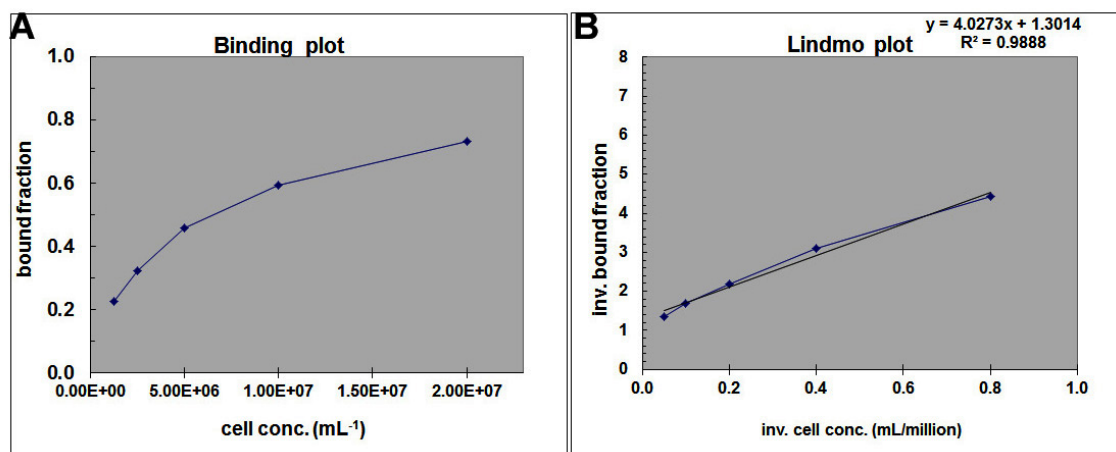 A
Binding plot
1.0
0.8
0.6
0.4
0.2
0.0
bound fraction
0.00E+00 5.00E+06 1.00E+07 1.50E+07 2.00E+07
cell conc. (mL⁻¹)
B
y = 4.0273x + 1.3014
R² = 0.9888
Lindmo plot
8
7
6
5
4
3
2
1
0
inv. bound fraction
0.0 0.2 0.4 0.6 0.8 1.0
inv. cell conc. (mL/million)